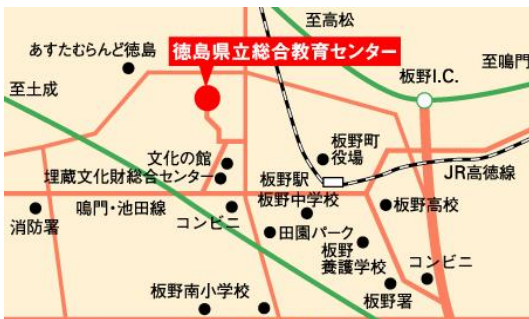 至高松
あすたむらんど徳島
徳島県立総合教育センター
至鳴門
板野I.C.
至土成
板野町
役場
文化の館
埋蔵文化財総合センター
板野駅
JR高徳線
鳴門・池田線
コンビニ
板野中学校
板野高校
消防署
田園パーク
板野
養護学校
コンビニ
板野南小学校
板野署